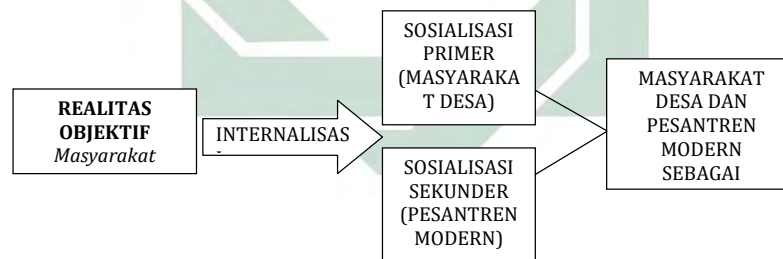 REALITAS
OBJEKTIF
Masyarakat
INTERNALISAS
SOSIALISASI
PRIMER
(MASYARAKA
T DESA)
SOSIALISASI
SEKUNDER
(PESANTREN
MODERN)
MASYARAKAT
DESA DAN
PESANTREN
MODERN
SEBAGAI